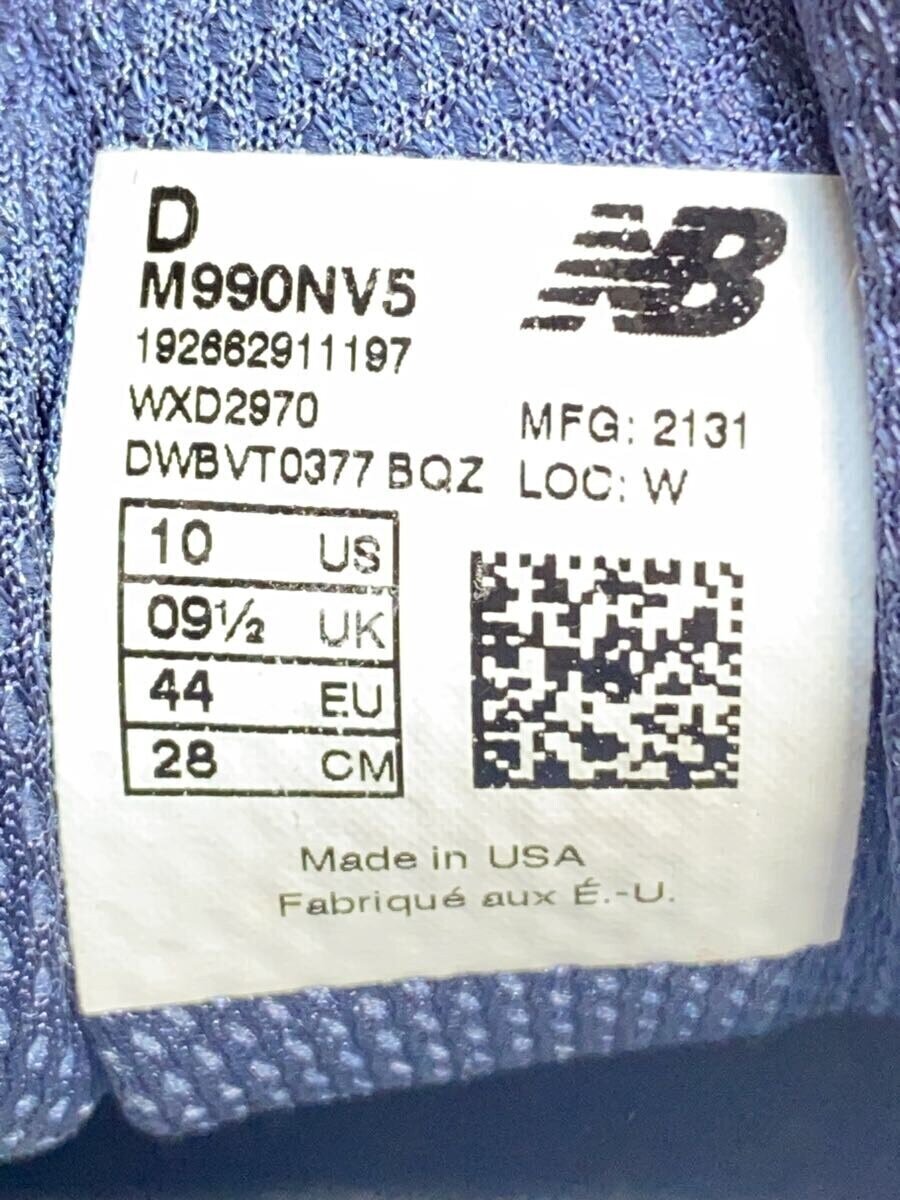 D
NB
M990NV5
192662911197
WXD2970
MFG: 2131
DWBVT0377 BQZ
LOC: W
10 US
09½ UK
44 EU
28 CM
Made in USA
Fabriqué aux É.-U.